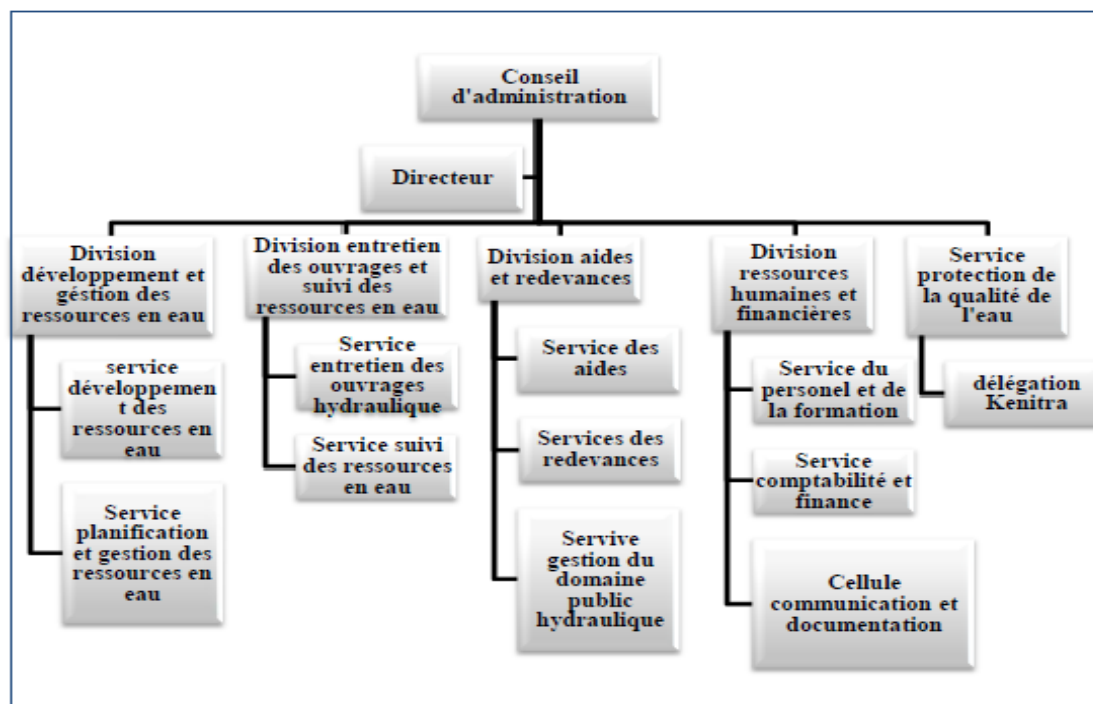 Conseil
d'administration
Directeur
Division
développement et
géstion des
ressources en eau
Division entretien
des ouvrages et
suivi des
ressources en eau
Division aides
et redevances
Division
ressources
humaines et
financières
Service
protection de
la qualité de
l'eau
service
développemen
t des
ressources en
eau
Service
planification
et gestion des
ressources en
eau
Service
entretien des
ouvrages
hydraulique
Service suivi
des ressources
en eau
Service des
aides
Services des
redevances
Servive
gestion du
domaine
public
hydraulique
Service du
personel et de
la formation
Service
comptabilité et
finance
Cellule
communication et
documentation
délégation
Kenitra